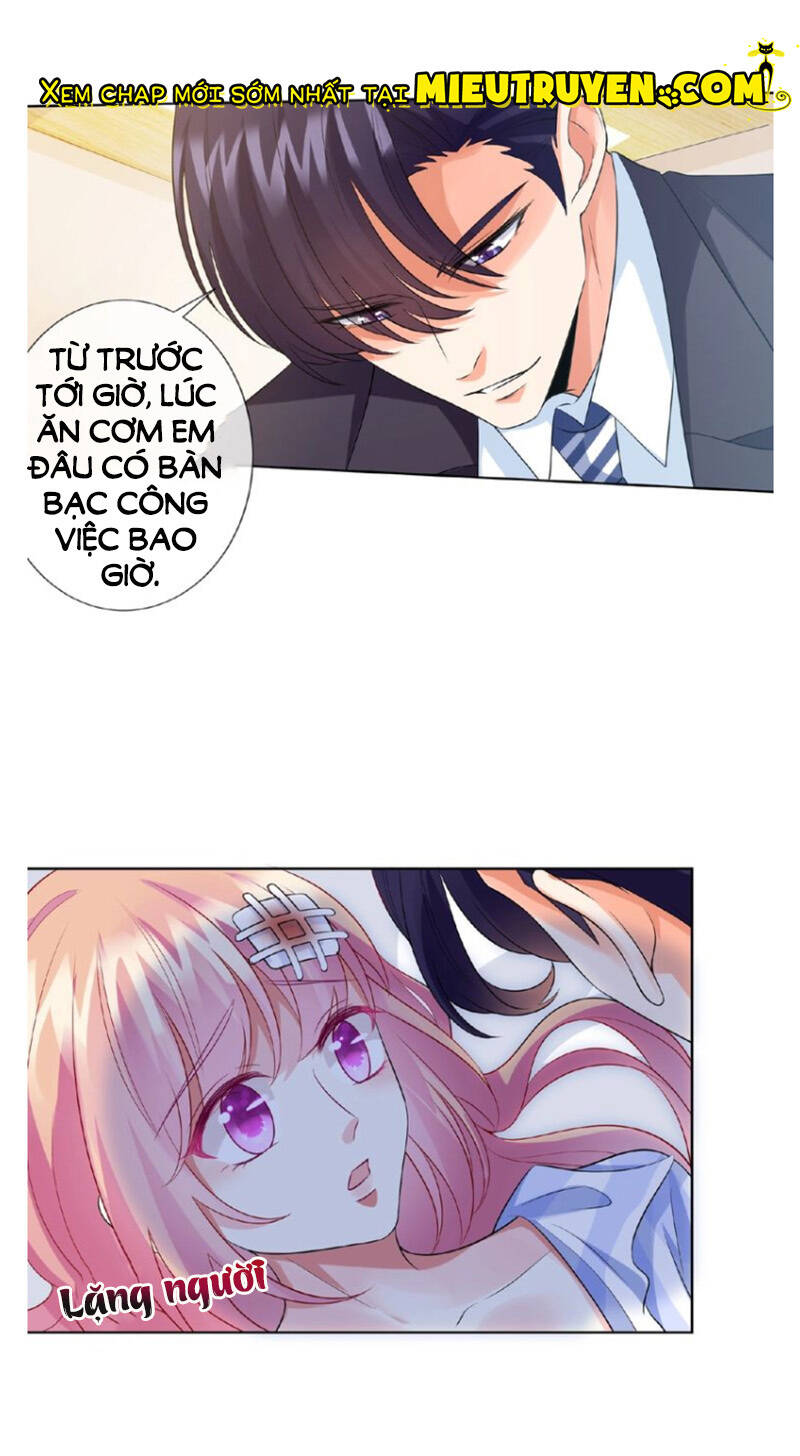 XEM CHAP MỚI SỚM NHẤT TẠI MIEUTRUYEN.COM
TỪ TRƯỚC
TỚI GIỜ, LÚC
ĂN CƠM EM
ĐÂU CÓ BÀN
BẠC CÔNG
VIỆC BAO
GIỜ.
Lặng người